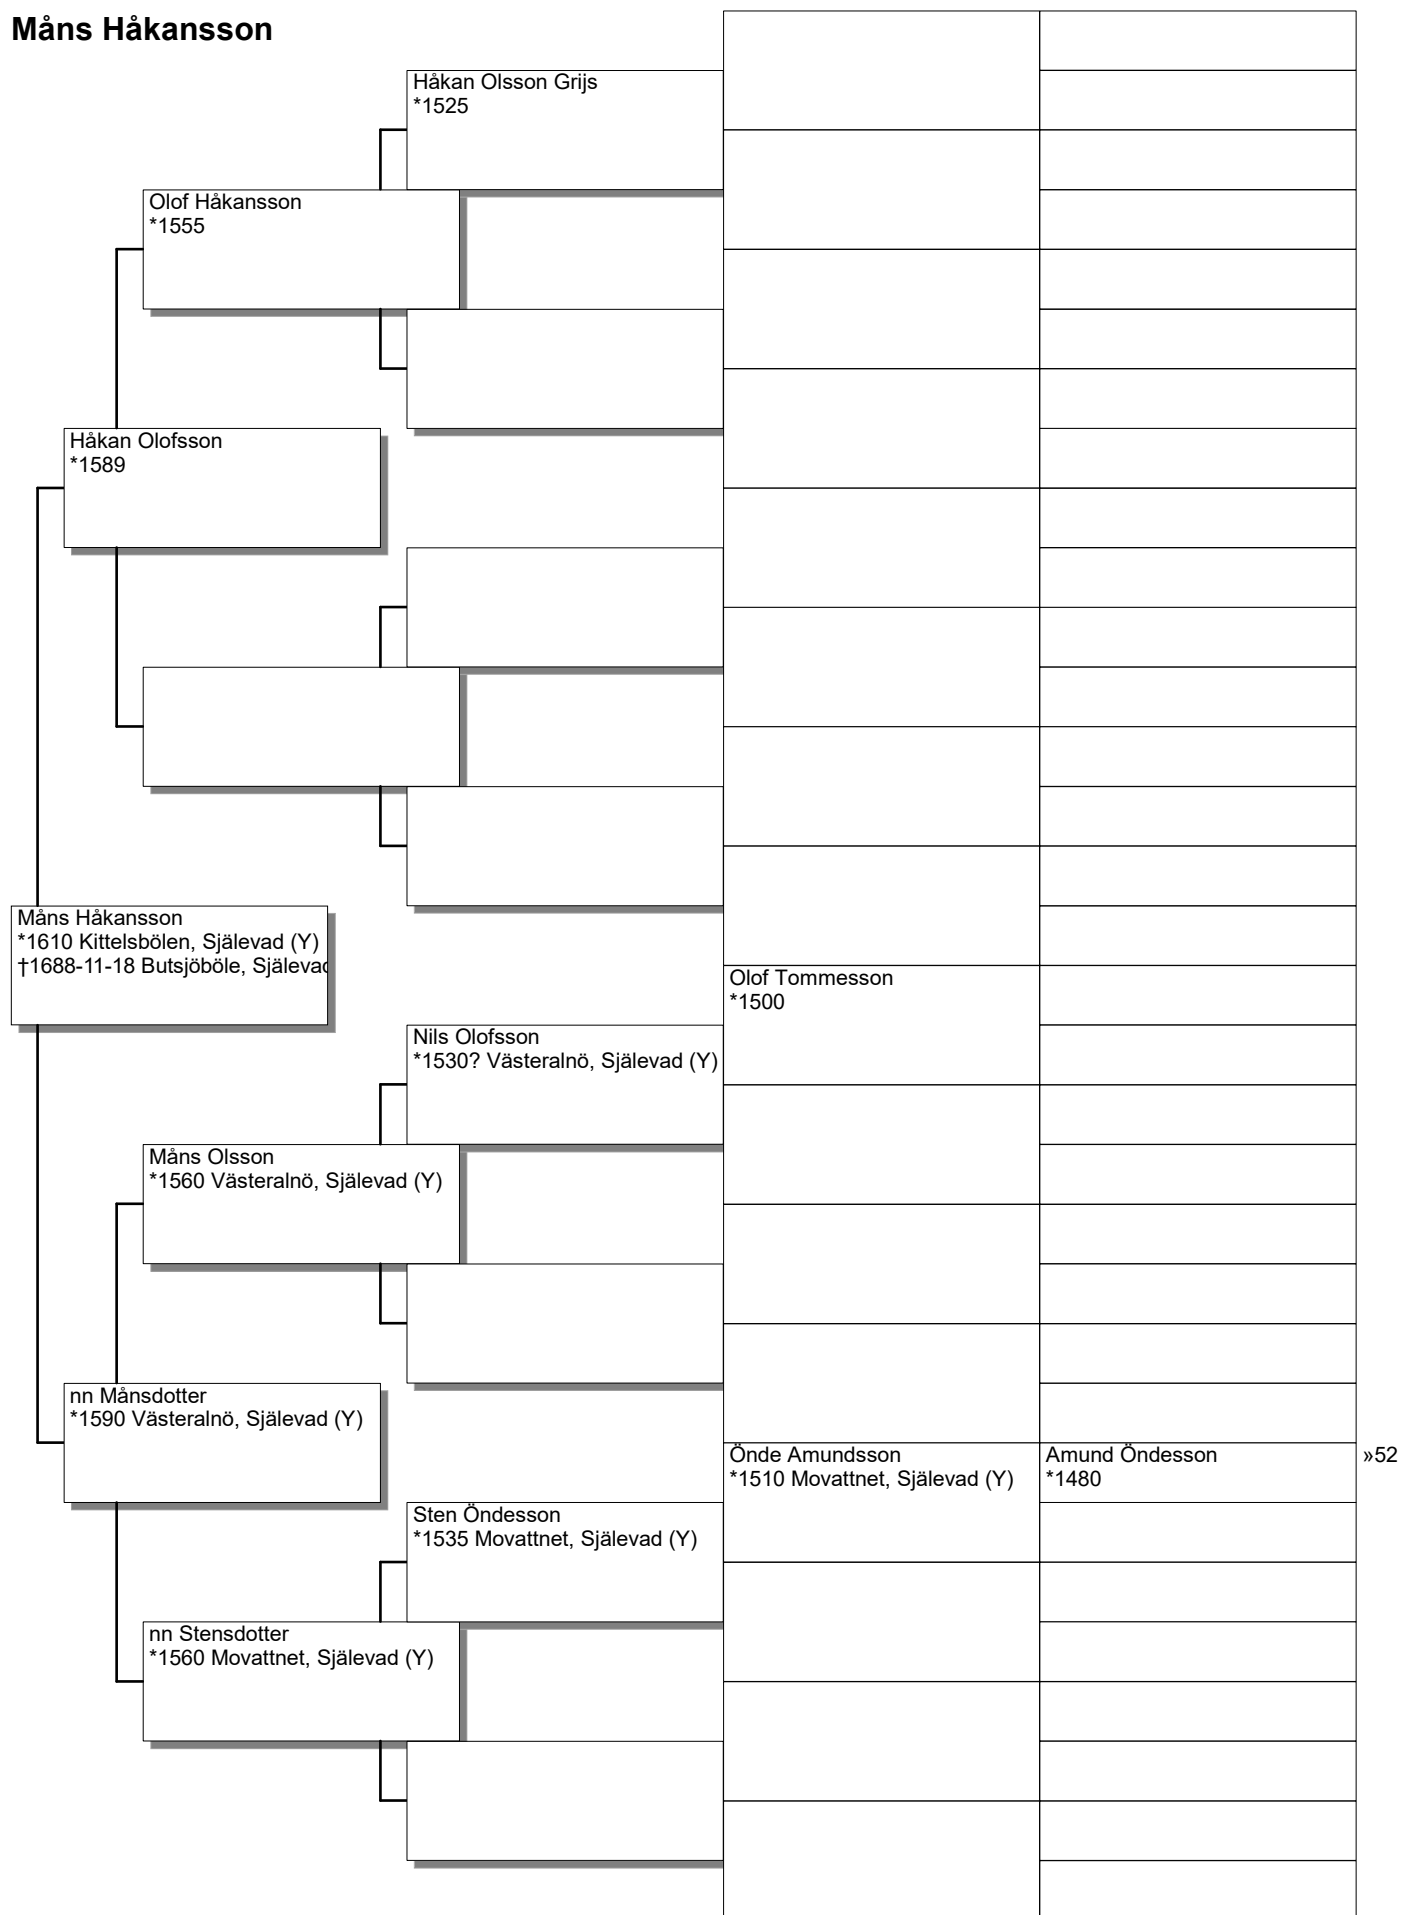 Måns Håkansson
Håkan Olsson Grijs
*1525
Olof Håkansson
*1555
Håkan Olofsson
*1589
Måns Håkansson
*1610 Kittelsbölen, Själevad (Y)
†1688-11-18 Butsjöböle, Själevad
Olof Tommesson
*1500
Nils Olofsson
*1530? Västeralnö, Själevad (Y)
Måns Olsson
*1560 Västeralnö, Själevad (Y)
nn Månsdotter
*1590 Västeralnö, Själevad (Y)
Önde Amundsson
*1510 Movattnet, Själevad (Y)
Amund Öndesson
*1480
»52
Sten Öndesson
*1535 Movattnet, Själevad (Y)
nn Stensdotter
*1560 Movattnet, Själevad (Y)